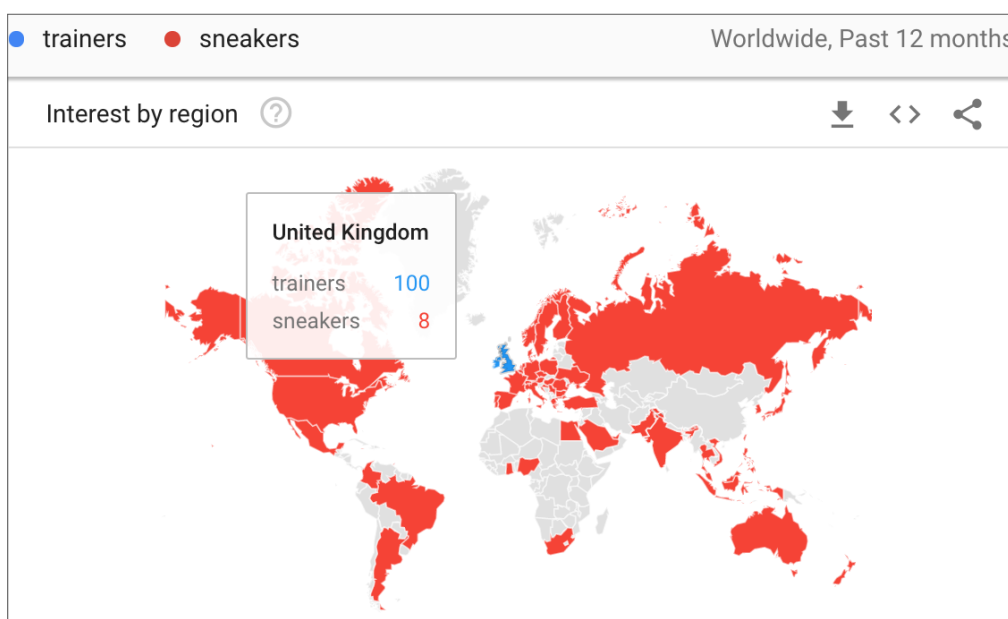 trainers sneakers Worldwide, Past 12 months
Interest by region ?
United Kingdom
trainers 100
sneakers 8